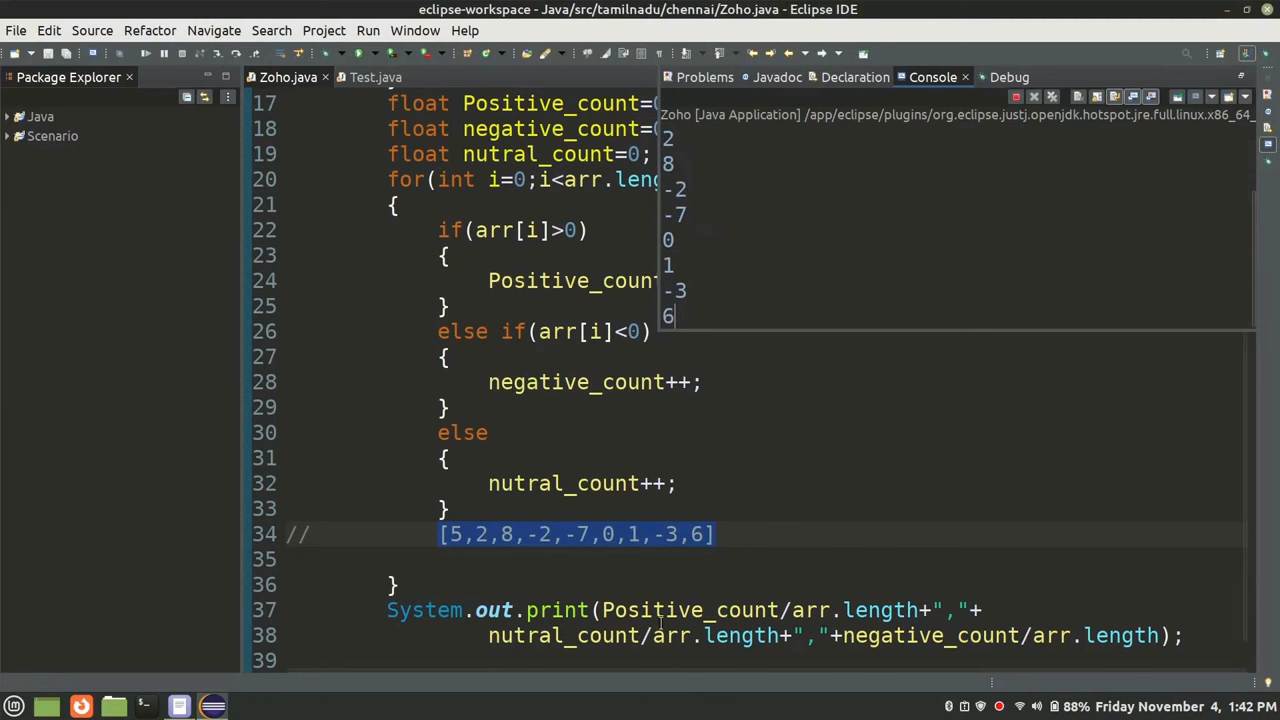 eclipse-workspace - Java/src/tamilnadu/chennai/Zoho.java - Eclipse IDE
File Edit Source Refactor Navigate Search Project Run Window Help
Package Explorer
Java
Scenario
Zoho.java
Test.java
17 float Positive_count=0
18 float negative_count=0
19 float nutral_count=0;
20 for(int i=0;i<arr.leng
21 {
22 if(arr[i]>0)
23 {
24 Positive_count
25 }
26 else if(arr[i]<0)
27 {
28 negative_count++;
29 }
30 else
31 {
32 nutral_count++;
33 }
34 // [5,2,8,-2,-7,0,1,-3,6]
35
36 }
37 System.out.print(Positive_count/arr.length+","+
38 nutral_count/arr.length+","+negative_count/arr.length);
39
Problems
Javadoc
Declaration
Console
Debug
Zoho [Java Application] /app/eclipse/plugins/org.eclipse.justj.openjdk.hotspot.jre.full.linux.x86_64_
2
8
-2
-7
0
1
-3
6
88% Friday November 4, 1:42 PM